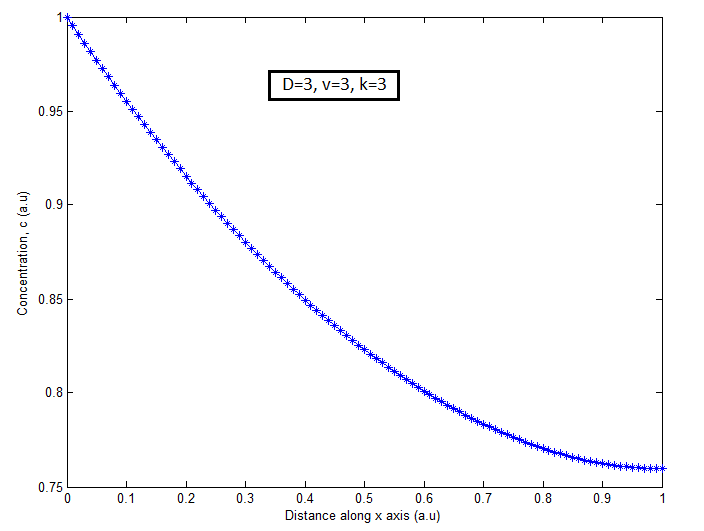 1
0.95
0.9
0.85
0.8
0.75
D=3, v=3, k=3
Concentration, c (a.u)
0 0.1 0.2 0.3 0.4 0.5 0.6 0.7 0.8 0.9 1
Distance along x axis (a.u)